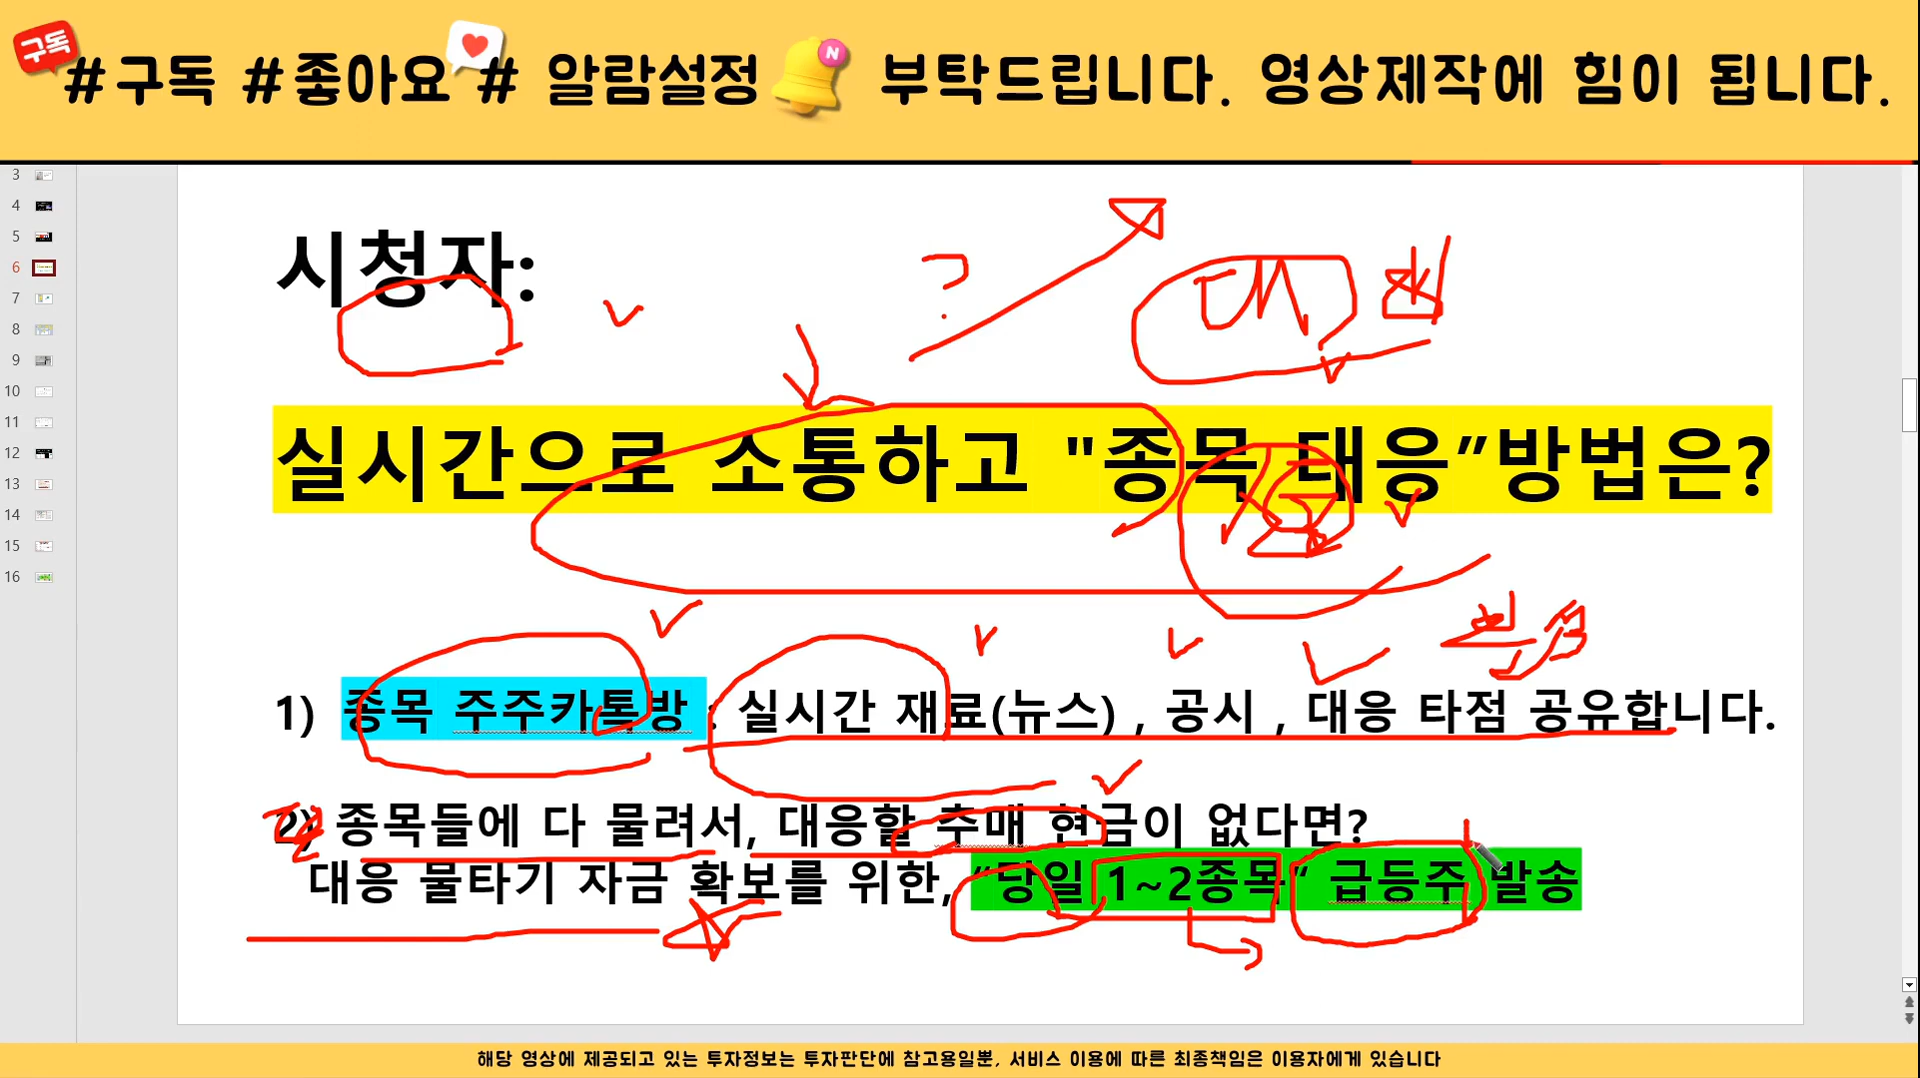 구독
#구독 #좋아요 # 알람설정 N 부탁드립니다. 영상제작에 힘이 됩니다.
3
4
5
6
7
8
9
10
11
12
13
14
15
16
시청자:
?
실시간으로 소통하고 "종목 대응”방법은?
1) 종목 주주카톡방 : 실시간 재료(뉴스) , 공시 , 대응 타점 공유합니다.
2) 종목들에 다 물려서, 대응할 추매 현금이 없다면?
대응 물타기 자금 확보를 위한, “당일 1~2종목“ 급등주 발송
해당 영상에 제공되고 있는 투자정보는 투자판단에 참고용일뿐, 서비스 이용에 따른 최종책임은 이용자에게 있습니다